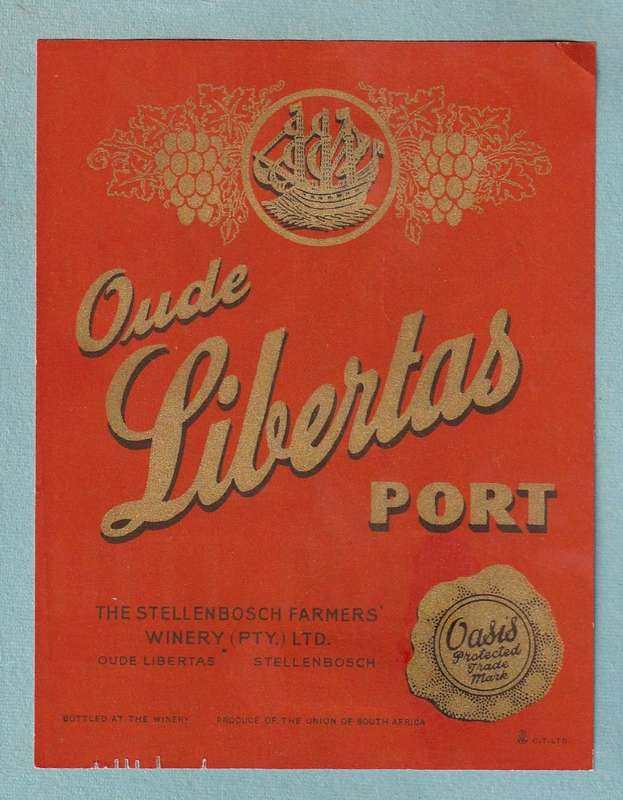 Oude
Libertas
PORT
THE STELLENBOSCH FARMERS'
WINERY (PTY.) LTD.
OUDE LIBERTAS STELLENBOSCH
Oasis
Protected
Trade
Mark
BOTTLED AT THE WINERY PRODUCE OF THE UNION OF SOUTH AFRICA
C.T. LTD.